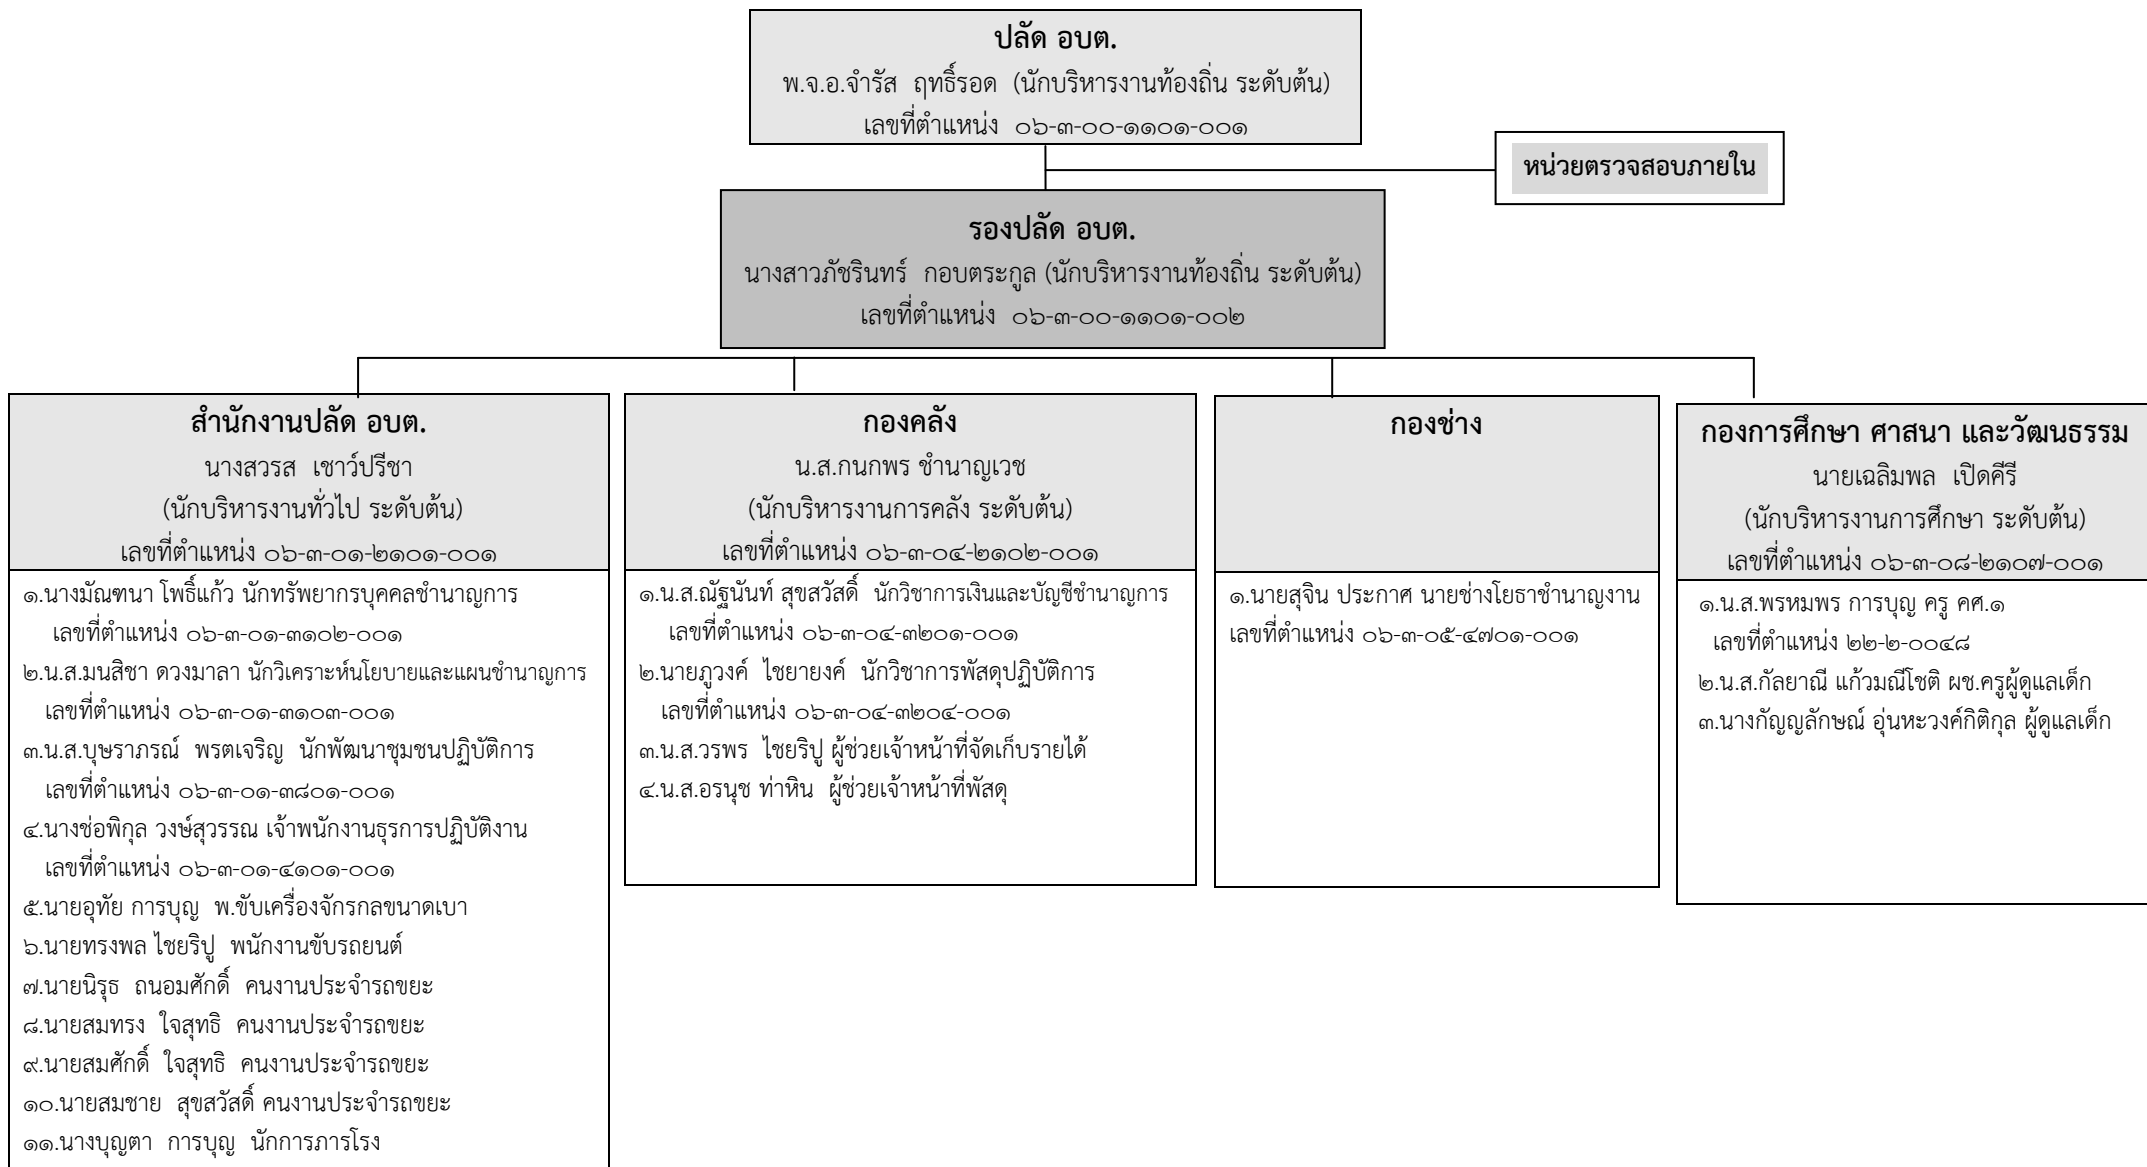 ปลัด อบต.
พ.จ.อ.จำรัส  ฤทธิ์รอด  (นักบริหารงานท้องถิ่น ระดับต้น)
เลขที่ตำแหน่ง  ๐๖-๓-๐๐-๑๑๐๑-๐๐๑
หน่วยตรวจสอบภายใน
รองปลัด อบต.
นางสาวภัชรินทร์  กอบตระกูล (นักบริหารงานท้องถิ่น ระดับต้น)
เลขที่ตำแหน่ง  ๐๖-๓-๐๐-๑๑๐๑-๐๐๒
สำนักงานปลัด อบต.
นางสวรส  เชาว์ปรีชา
(นักบริหารงานทั่วไป ระดับต้น)
เลขที่ตำแหน่ง ๐๖-๓-๐๑-๒๑๐๑-๐๐๑
๑.นางมัณฑนา โพธิ์แก้ว นักทรัพยากรบุคคลชำนาญการ
เลขที่ตำแหน่ง ๐๖-๓-๐๑-๓๑๐๒-๐๐๑
๒.น.ส.มนสิชา ดวงมาลา นักวิเคราะห์นโยบายและแผนชำนาญการ
เลขที่ตำแหน่ง ๐๖-๓-๐๑-๓๑๐๓-๐๐๑
๓.น.ส.บุษราภรณ์  พรตเจริญ  นักพัฒนาชุมชนปฏิบัติการ
เลขที่ตำแหน่ง ๐๖-๓-๐๑-๓๘๐๑-๐๐๑
๔.นางช่อพิกุล วงษ์สุวรรณ เจ้าพนักงานธุรการปฏิบัติงาน
เลขที่ตำแหน่ง ๐๖-๓-๐๑-๔๑๐๑-๐๐๑
๕.นายอุทัย การบุญ  พ.ขับเครื่องจักรกลขนาดเบา
๖.นายทรงพล ไชยริปู  พนักงานขับรถยนต์
๗.นายนิรุธ  ถนอมศักดิ์  คนงานประจำรถขยะ
๘.นายสมทรง  ใจสุทธิ  คนงานประจำรถขยะ
๙.นายสมศักดิ์  ใจสุทธิ  คนงานประจำรถขยะ
๑๐.นายสมชาย  สุขสวัสดิ์ คนงานประจำรถขยะ
๑๑.นางบุญตา  การบุญ  นักการภารโรง
กองคลัง
น.ส.กนกพร ชำนาญเวช
(นักบริหารงานการคลัง ระดับต้น)
เลขที่ตำแหน่ง ๐๖-๓-๐๔-๒๑๐๒-๐๐๑
๑.น.ส.ณัฐนันท์ สุขสวัสดิ์  นักวิชาการเงินและบัญชีชำนาญการ
เลขที่ตำแหน่ง ๐๖-๓-๐๔-๓๒๐๑-๐๐๑
๒.นายภูวงค์  ไชยายงค์  นักวิชาการพัสดุปฏิบัติการ
เลขที่ตำแหน่ง ๐๖-๓-๐๔-๓๒๐๔-๐๐๑
๓.น.ส.วรพร  ไชยริปู ผู้ช่วยเจ้าหน้าที่จัดเก็บรายได้
๔.น.ส.อรนุช ท่าหิน  ผู้ช่วยเจ้าหน้าที่พัสดุ
กองช่าง
๑.นายสุจิน ประกาศ นายช่างโยธาชำนาญงาน
เลขที่ตำแหน่ง ๐๖-๓-๐๕-๔๗๐๑-๐๐๑
กองการศึกษา ศาสนา และวัฒนธรรม
นายเฉลิมพล  เปิดคีรี
(นักบริหารงานการศึกษา ระดับต้น)
เลขที่ตำแหน่ง ๐๖-๓-๐๘-๒๑๐๗-๐๐๑
๑.น.ส.พรหมพร การบุญ ครู คศ.๑
เลขที่ตำแหน่ง ๒๒-๒-๐๐๔๘
๒.น.ส.กัลยาณี แก้วมณีโชติ ผช.ครูผู้ดูแลเด็ก
๓.นางกัญญลักษณ์ อุ่นหะวงค์กิติกุล ผู้ดูแลเด็ก